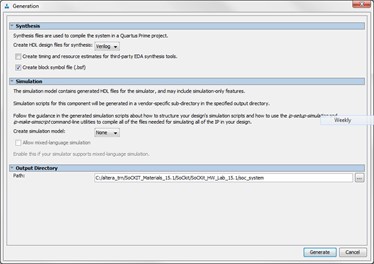 Generation
Synthesis
Synthesis files are used to compile the system in a Quartus Prime project.
Create HDL design files for synthesis: Verilog
Create timing and resource estimates for third-party EDA synthesis tools.
Create block symbol file (.bsf)
Simulation
The simulation model contains generated HDL files for the simulator, and may include simulation-only features.
Simulation scripts for this component will be generated in a vendor-specific sub-directory in the specified output directory.
Follow the guidance in the generated simulation scripts about how to structure your design's simulation scripts and how to use the ip-setup-simulation and
ip-make-simscript command-line utilities to compile all of the files needed for simulating all of the IP in your design.
Weekly
Create simulation model: None
Allow mixed-language simulation
Enable this if your simulator supports mixed-language simulation.
Output Directory
Path: C:/altera_trn/SoCKIT_Materials_15.1/SoCkit/SoCKit_HW_Lab_15.1/soc_system ...
Generate Cancel